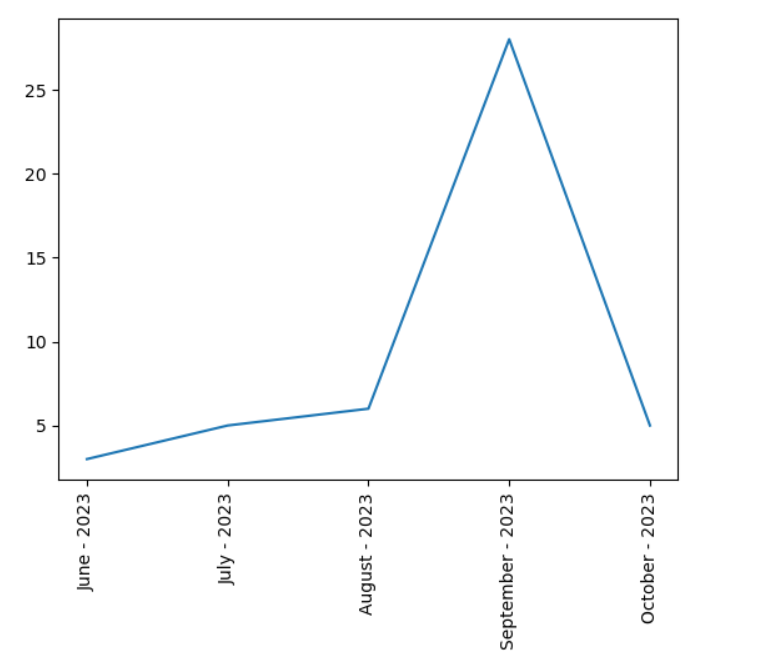 25
20
15
10
5
June - 2023
July - 2023
August - 2023
September - 2023
October - 2023